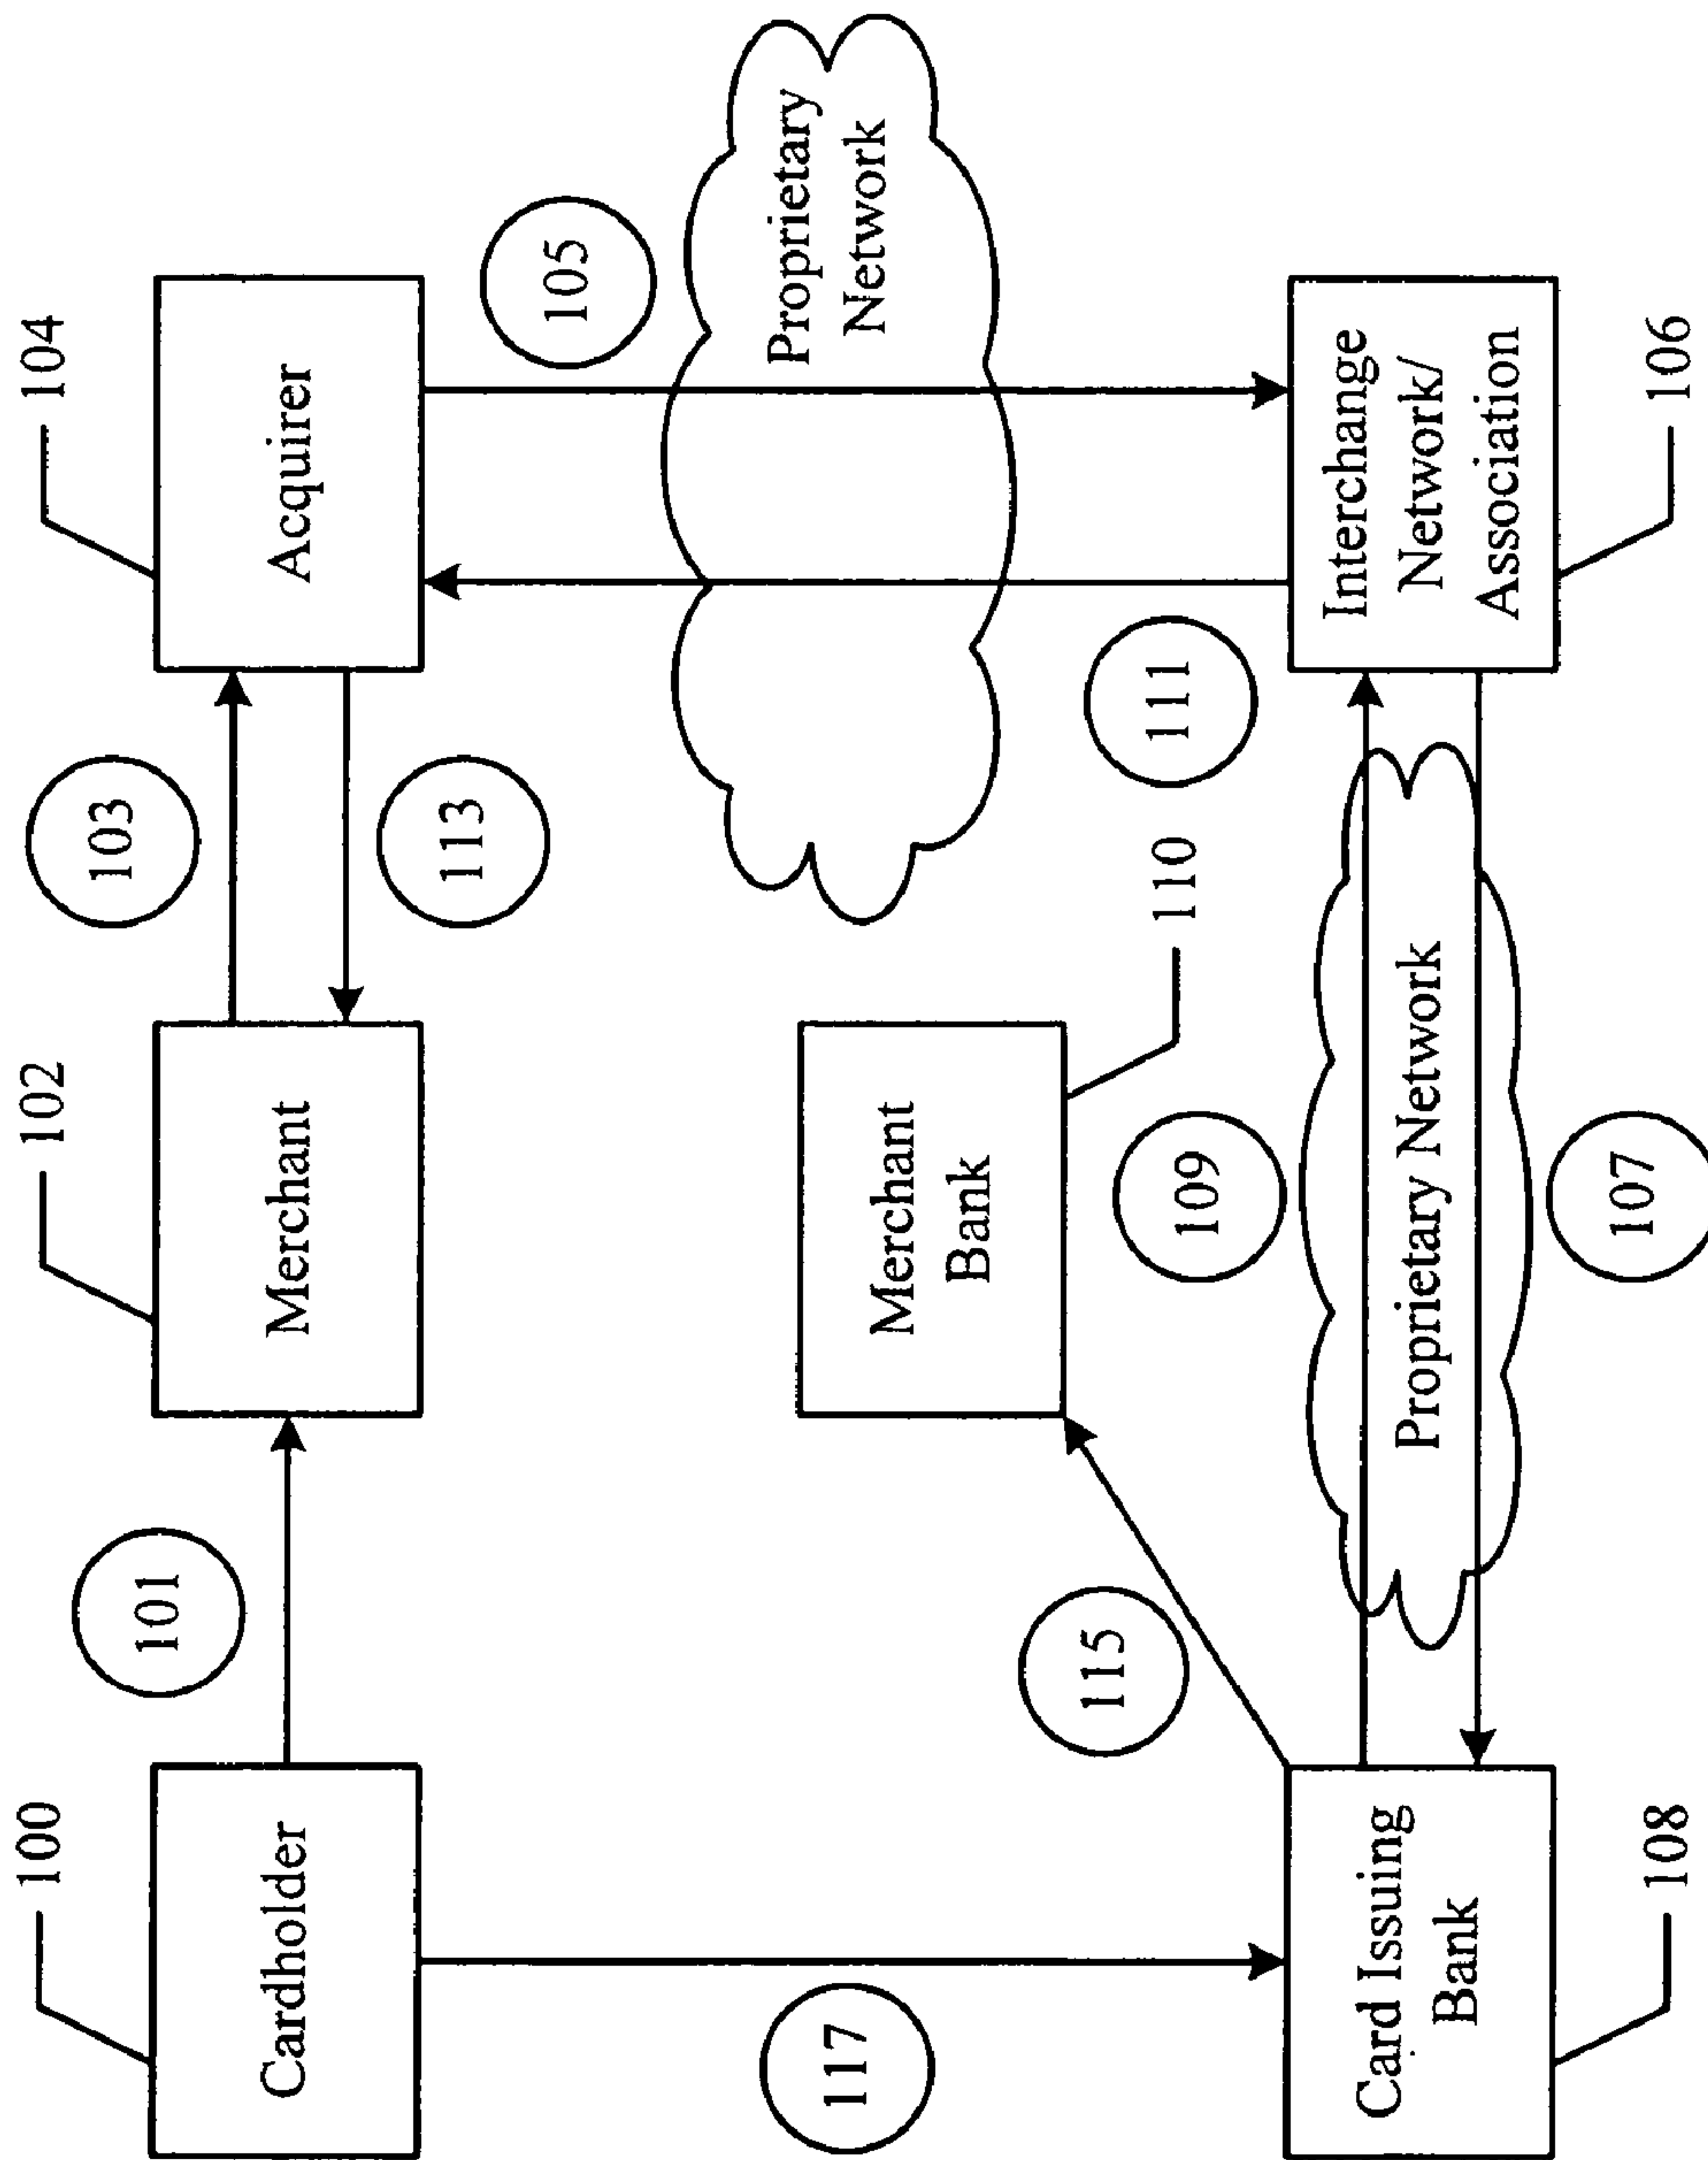 100
102
104
Cardholder
101
Merchant
103
113
Acquirer
105
117
115
Merchant
Bank
110
Proprietary
Network
109
111
Card Issuing
Bank
Proprietary Network
Interchange
Network/
Association
107
108
106